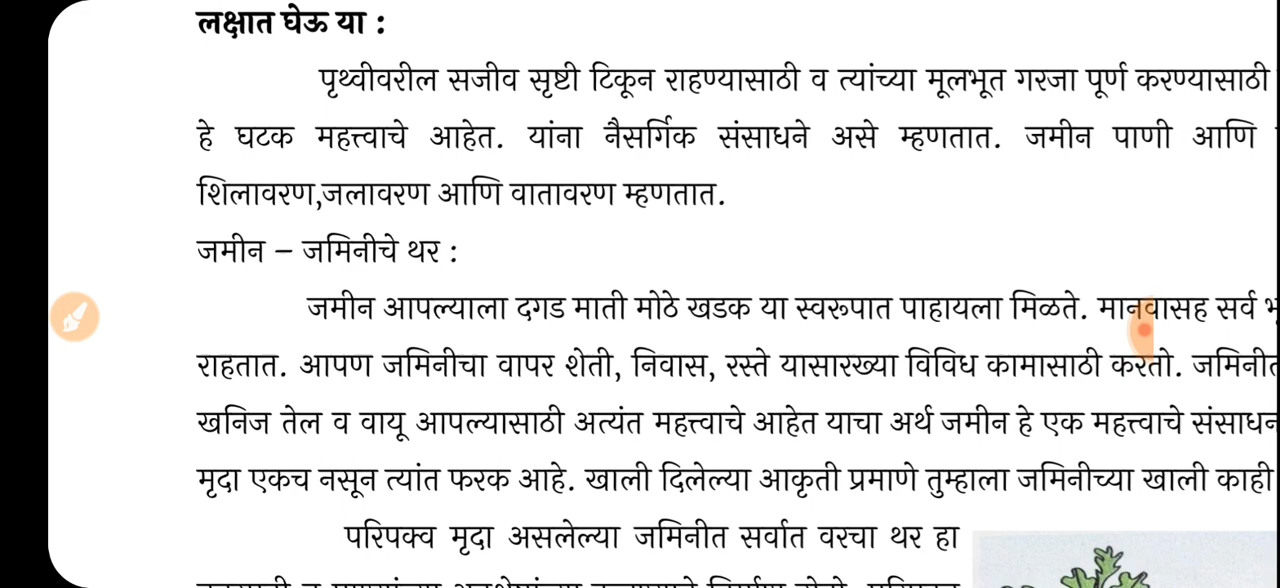 लक्षात घेऊ या :
पृथ्वीवरील सजीव सृष्टी टिकून राहण्यासाठी व त्यांच्या मूलभूत गरजा पूर्ण करण्यासाठी
हे घटक महत्त्वाचे आहेत. यांना नैसर्गिक संसाधने असे म्हणतात. जमीन पाणी आणि
शिलावरण,जलावरण आणि वातावरण म्हणतात.
जमीन – जमिनीचे थर :
जमीन आपल्याला दगड माती मोठे खडक या स्वरूपात पाहायला मिळते. मानवासह सर्व
राहतात. आपण जमिनीचा वापर शेती, निवास, रस्ते यासारख्या विविध कामासाठी करतो.
खनिज तेल व वायू आपल्यासाठी अत्यंत महत्त्वाचे आहेत याचा अर्थ जमीन हे एक महत्त्वाचे
मृदा एकच नसून त्यांत फरक आहे. खाली दिलेल्या आकृती प्रमाणे तुम्हाला जमिनीच्या खाली काही
परिपक्व मृदा असलेल्या जमिनीत सर्वात वरचा थर हा